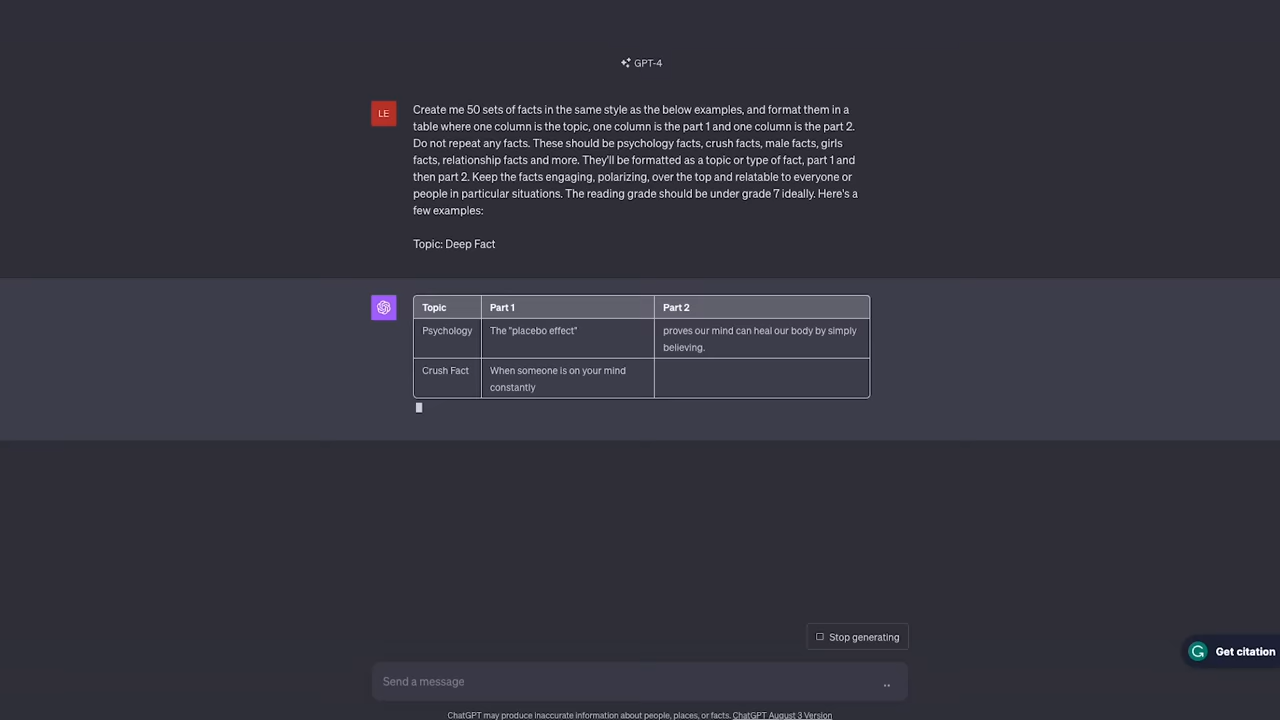 GPT-4
LE
Create me 50 sets of facts in the same style as the below examples, and format them in a
table where one column is the topic, one column is the part 1 and one column is the part 2.
Do not repeat any facts. These should be psychology facts, crush facts, male facts, girls
facts, relationship facts and more. They'll be formatted as a topic or type of fact, part 1 and
then part 2. Keep the facts engaging, polarizing, over the top and relatable to everyone or
people in particular situations. The reading grade should be under grade 7 ideally. Here's a
few examples:
Topic: Deep Fact
Topic Part 1 Part 2
Psychology The "placebo effect" proves our mind can heal our body by simply
believing.
Crush Fact When someone is on your mind
constantly
Stop generating
Get citation
Send a message
ChatGPT may produce inaccurate information about people, places, or facts. ChatGPT August 3 Version